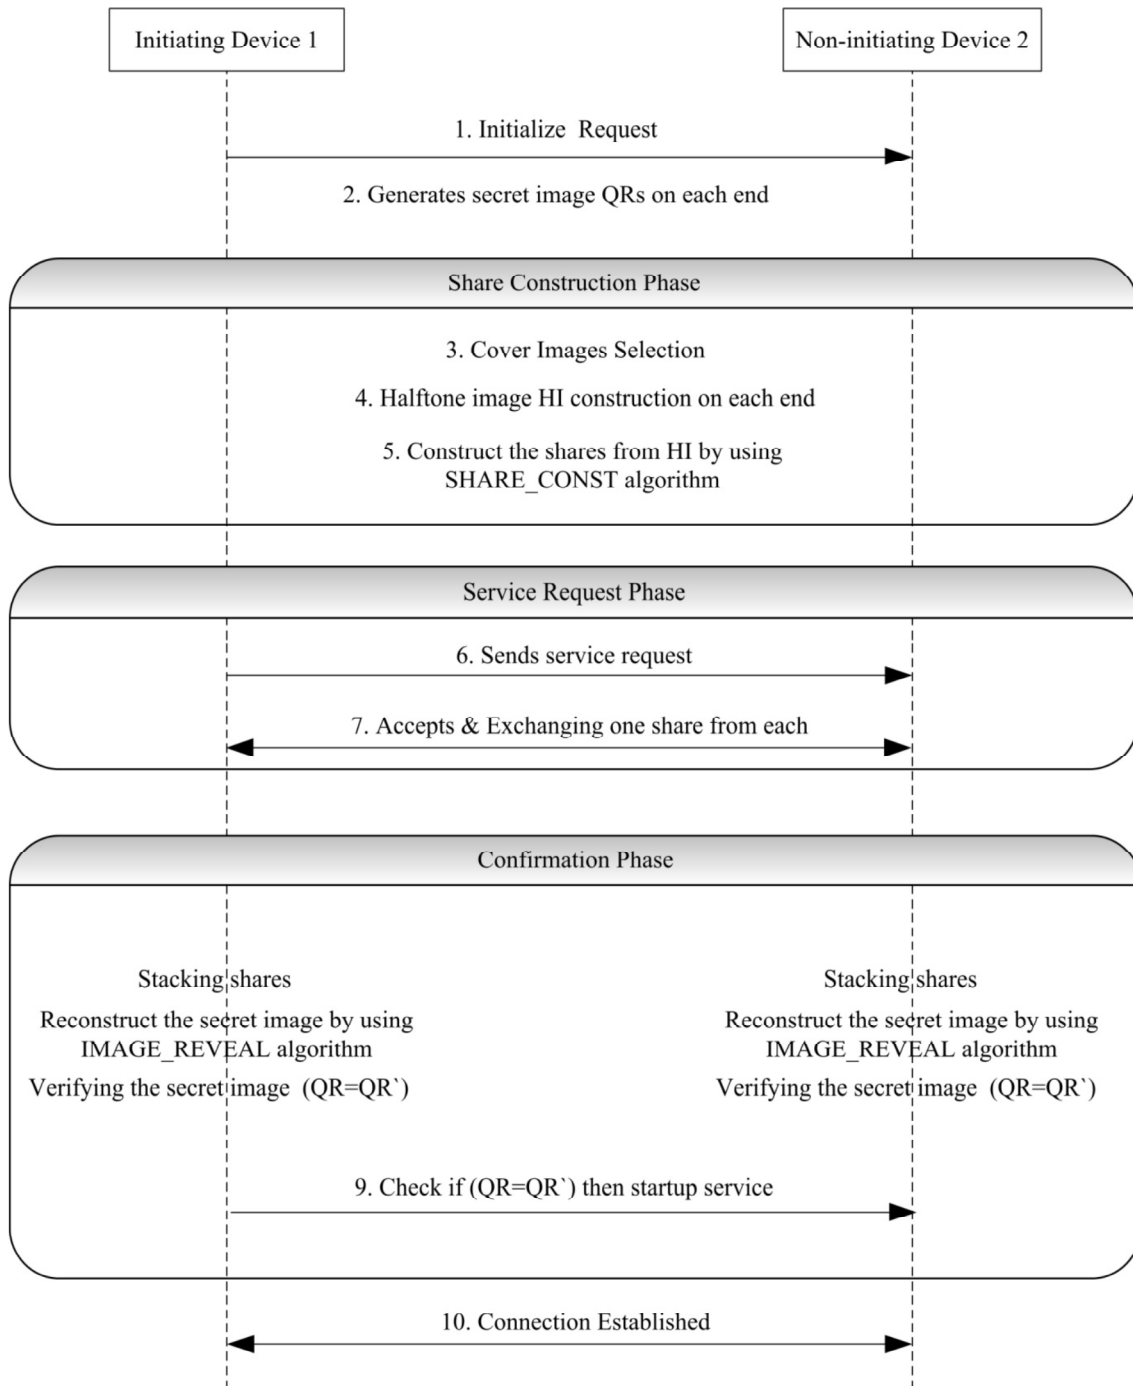 Initiating Device 1
Non-initiating Device 2
1. Initialize Request
2. Generates secret image QRs on each end
Share Construction Phase
3. Cover Images Selection
4. Halftone image HI construction on each end
5. Construct the shares from HI by using
SHARE_CONST algorithm
Service Request Phase
6. Sends service request
7. Accepts & Exchanging one share from each
Confirmation Phase
Stacking shares
Reconstruct the secret image by using
IMAGE_REVEAL algorithm
Verifying the secret image (QR=QR`)
Stacking shares
Reconstruct the secret image by using
IMAGE_REVEAL algorithm
Verifying the secret image (QR=QR`)
9. Check if (QR=QR`) then startup service
10. Connection Established